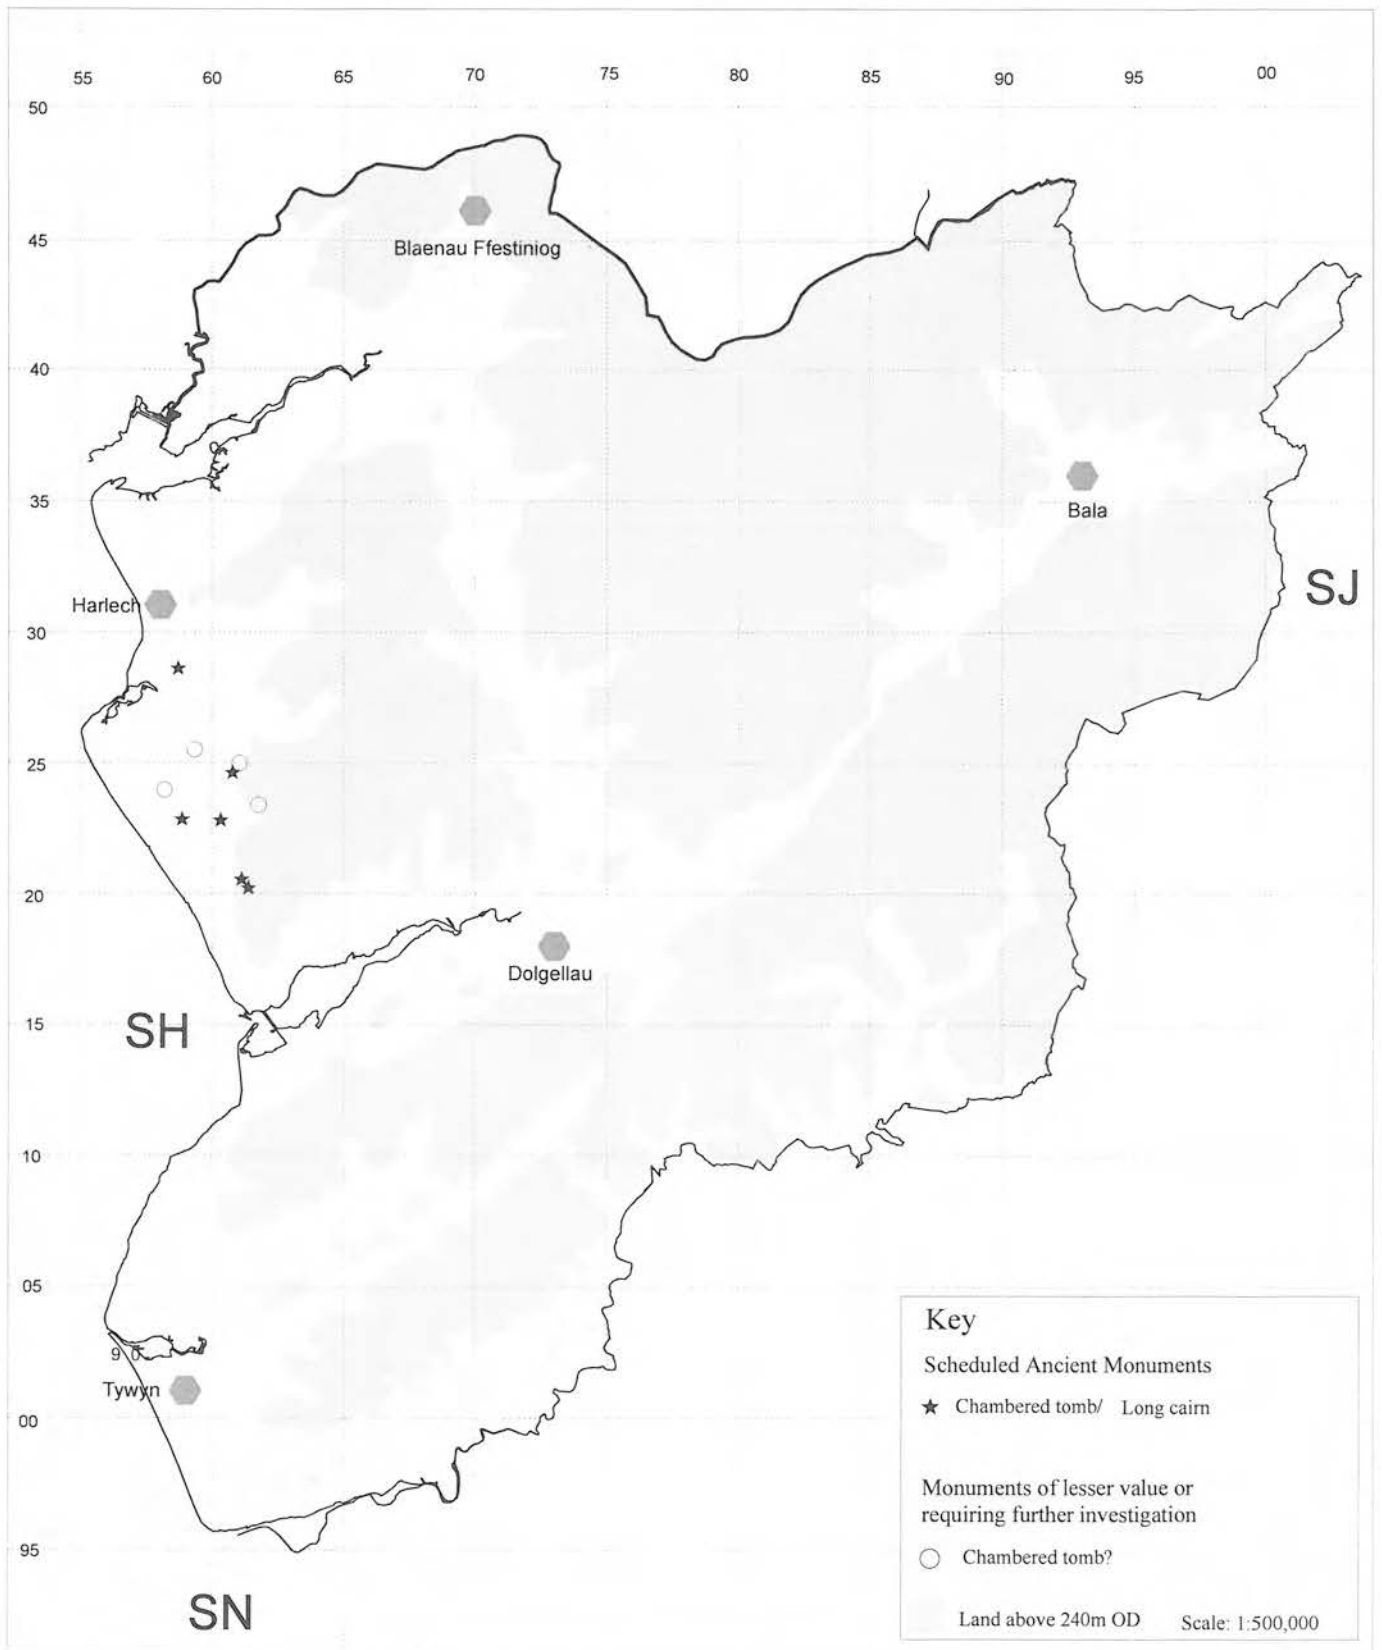 55 60 65 70 75 80 85 90 95 00
50
45
Blaenau Ffestiniog
40
35
Bala
SJ
Harlech
30
25
20
Dolgellau
SH
15
10
05
9 0
Tywyn
00
95
SN
Key
Scheduled Ancient Monuments
Chambered tomb/ Long cairn
Monuments of lesser value or
requiring further investigation
Chambered tomb?
Land above 240m OD Scale: 1:500,000